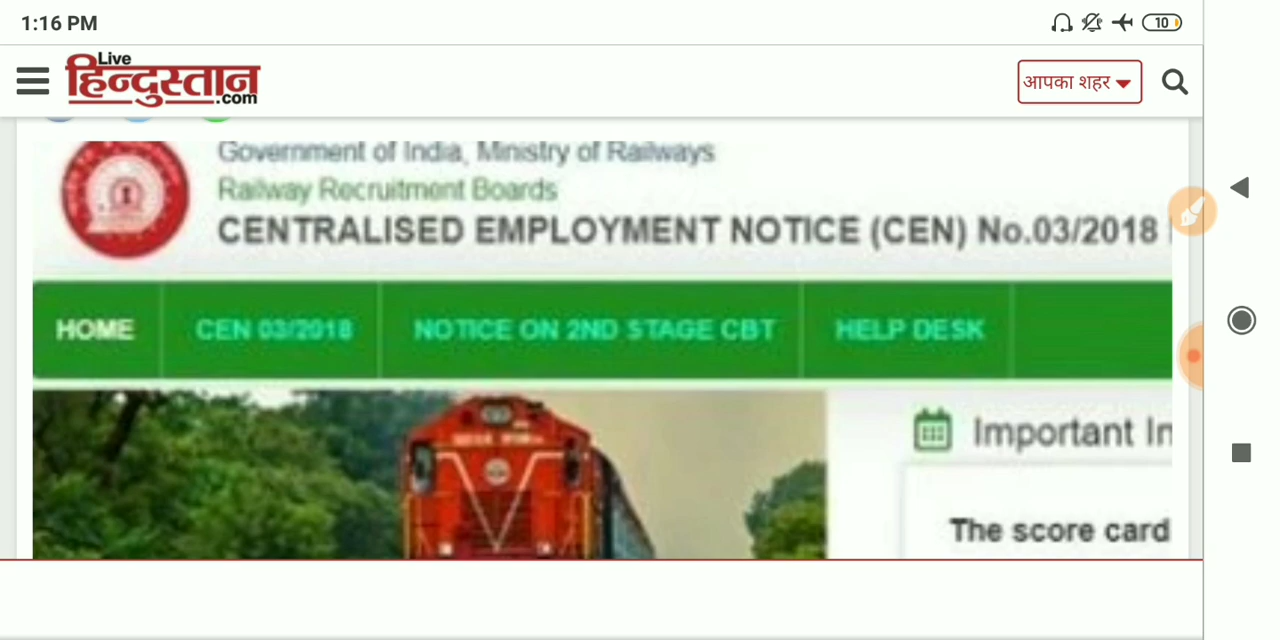 1:16 PM
10
Live
हिन्दुस्तान
.com
आपका शहर
Government of India, Ministry of Railways
Railway Recruitment Boards
CENTRALISED EMPLOYMENT NOTICE (CEN) No.03/2018
HOME
CEN 03/2018
NOTICE ON 2ND STAGE CBT
HELP DESK
Important In
The score card